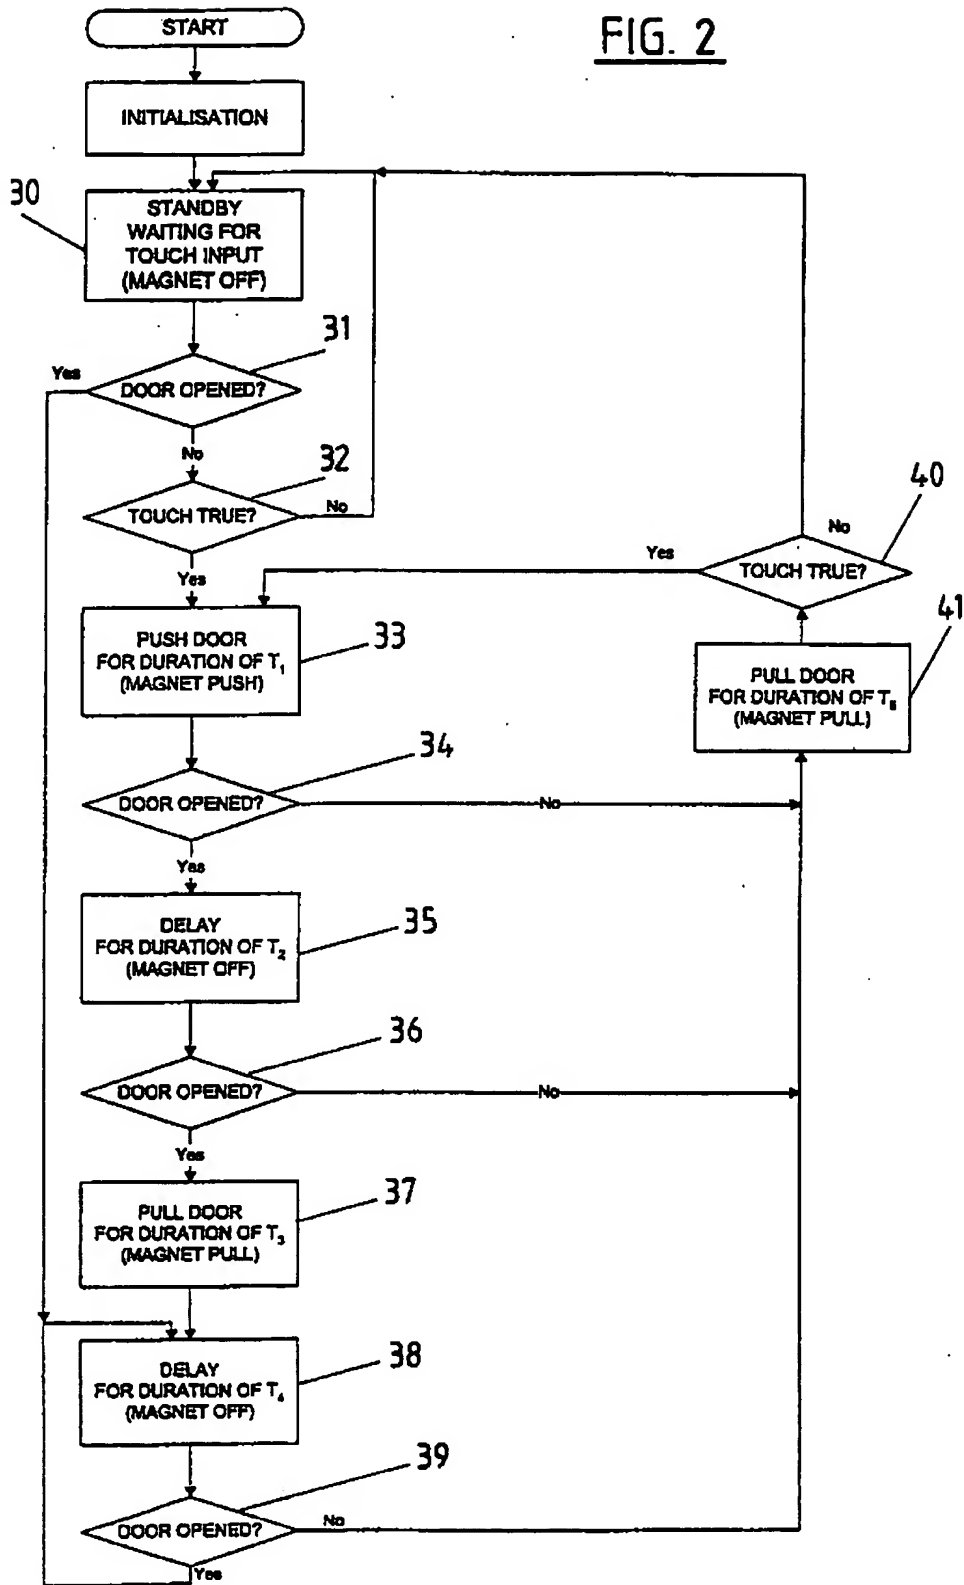 FIG. 2
START
INITIALISATION
30
STANDBY
WAITING FOR
TOUCH INPUT
(MAGNET OFF)
31
Yes
DOOR OPENED?
No
32
TOUCH TRUE?
No
Yes
40
No
Yes
TOUCH TRUE?
41
PUSH DOOR
FOR DURATION OF T₁
(MAGNET PUSH)
33
PULL DOOR
FOR DURATION OF T₅
(MAGNET PULL)
34
DOOR OPENED?
No
Yes
DELAY
FOR DURATION OF T₂
(MAGNET OFF)
35
36
DOOR OPENED?
No
Yes
PULL DOOR
FOR DURATION OF T₃
(MAGNET PULL)
37
DELAY
FOR DURATION OF T₄
(MAGNET OFF)
38
39
DOOR OPENED?
No
Yes